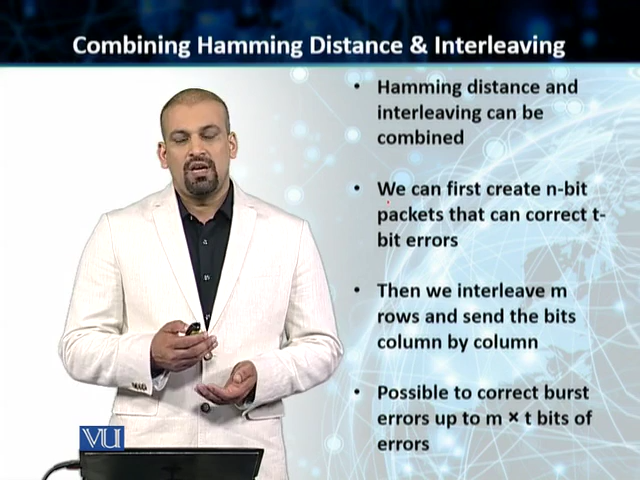 Combining Hamming Distance & Interleaving
• Hamming distance and
interleaving can be
combined
• We can first create n-bit
packets that can correct t-
bit errors
• Then we interleave m
rows and send the bits
column by column
• Possible to correct burst
errors up to m × t bits of
errors
VU